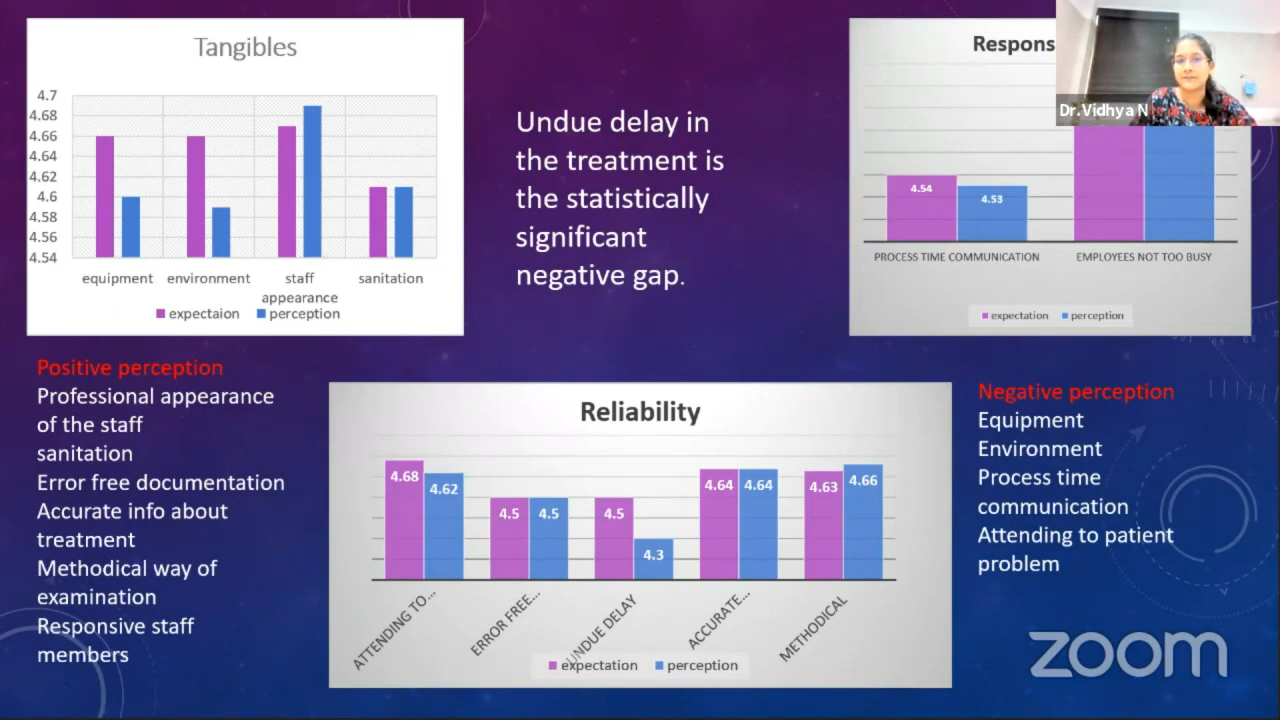 Tangibles
4.7
4.68
4.66
4.64
4.62
4.6
4.58
4.56
4.54
equipment
environment
staff
appearance
sanitation
expectaion
perception
Undue delay in
the treatment is
the statistically
significant
negative gap.
Respons
Dr.Vidhya N
4.54
4.53
PROCESS TIME COMMUNICATION
EMPLOYEES NOT TOO BUSY
expectation
perception
Positive perception
Professional appearance
of the staff
sanitation
Error free documentation
Accurate info about
treatment
Methodical way of
examination
Responsive staff
members
Reliability
4.68
4.62
4.5
4.5
4.5
4.3
4.64
4.64
4.63
4.66
ATTENDING TO...
ERROR FREE...
UNDUE DELAY
ACCURATE...
METHODICAL
expectation
perception
Negative perception
Equipment
Environment
Process time
communication
Attending to patient
problem
zoom